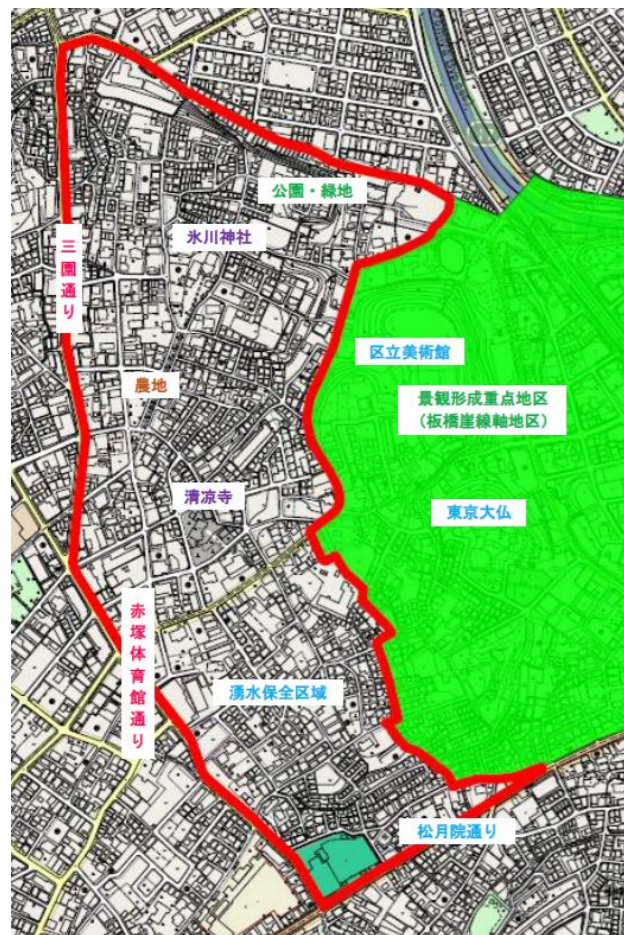 公園・緑地
氷川神社
三園通り
区立美術館
農地
景観形成重点地区
(板橋崖線軸地区)
清凉寺
東京大仏
赤塚体育館通り
湧水保全区域
松月院通り